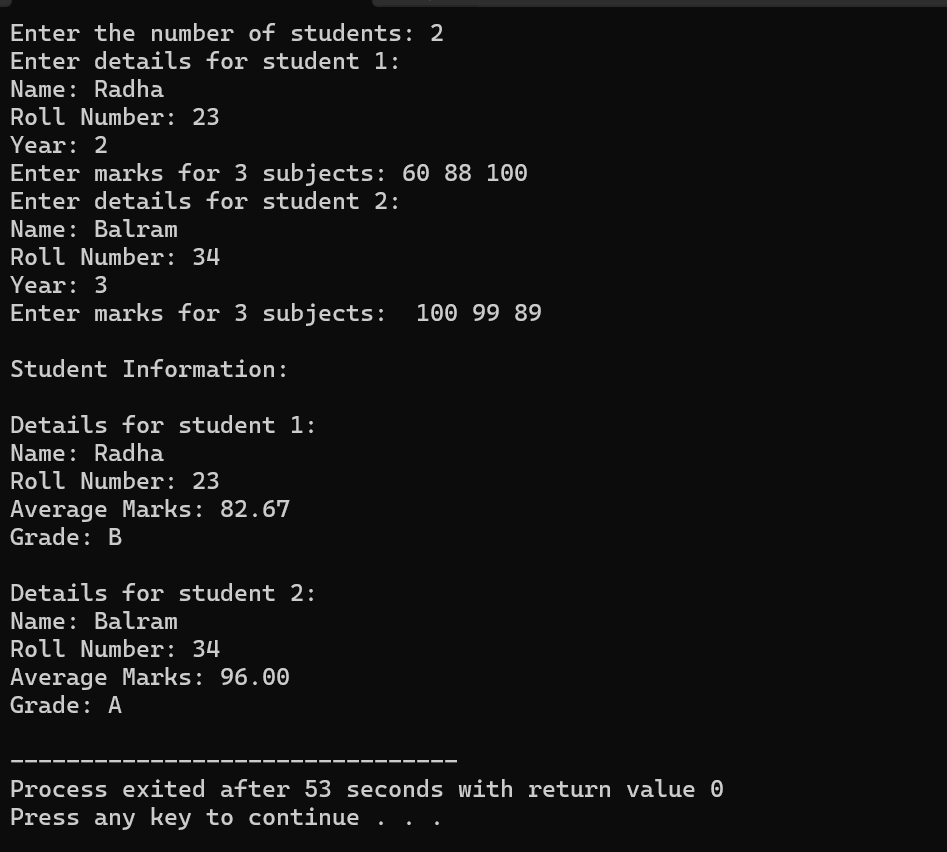 Enter the number of students: 2
Enter details for student 1:
Name: Radha
Roll Number: 23
Year: 2
Enter marks for 3 subjects: 60 88 100
Enter details for student 2:
Name: Balram
Roll Number: 34
Year: 3
Enter marks for 3 subjects:  100 99 89

Student Information:

Details for student 1:
Name: Radha
Roll Number: 23
Average Marks: 82.67
Grade: B

Details for student 2:
Name: Balram
Roll Number: 34
Average Marks: 96.00
Grade: A

--------------------------------
Process exited after 53 seconds with return value 0
Press any key to continue . . .